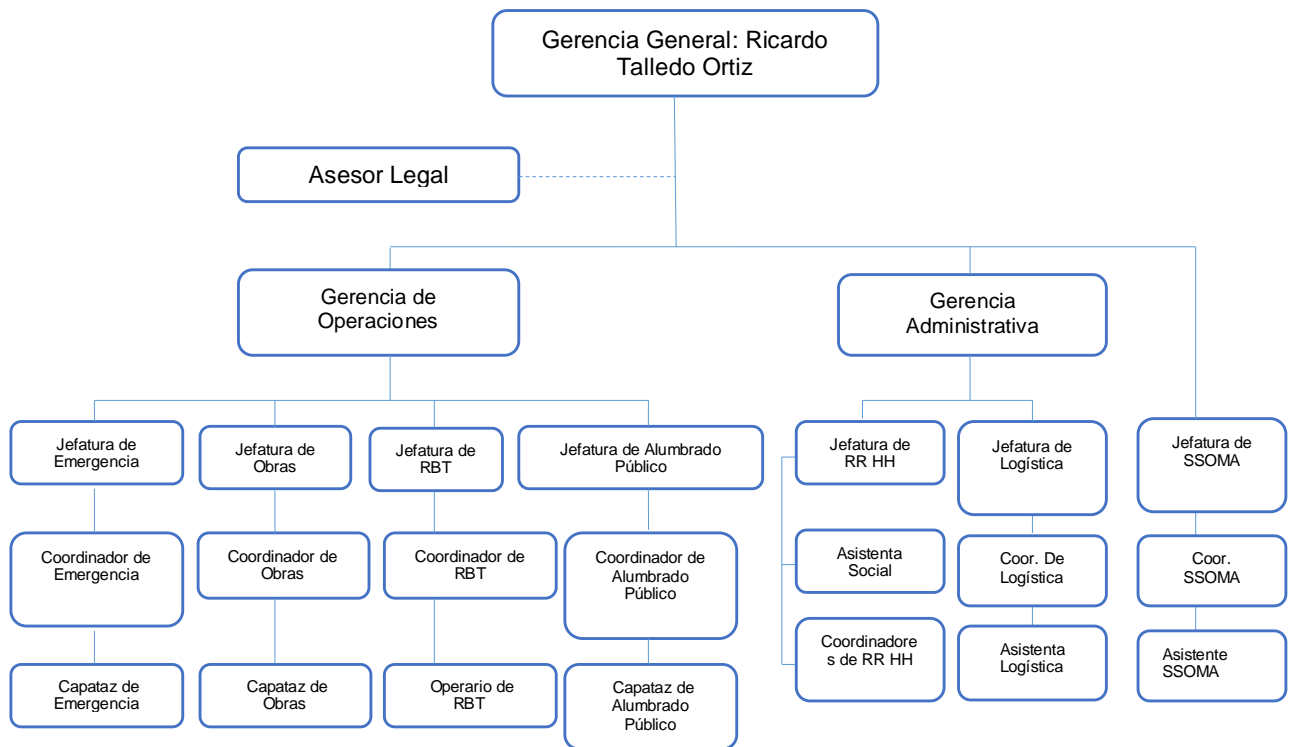 Gerencia General: Ricardo
Talledo Ortiz
Asesor Legal
Gerencia de
Operaciones
Gerencia
Administrativa
Jefatura de
Emergencia
Jefatura de
Obras
Jefatura de
RBT
Jefatura de Alumbrado
Público
Jefatura de
RR HH
Jefatura de
Logística
Jefatura de
SSOMA
Coordinador de
Emergencia
Coordinador de
Obras
Coordinador de
RBT
Coordinador de
Alumbrado
Público
Asistenta
Social
Coor. De
Logística
Coor.
SSOMA
Capataz de
Emergencia
Capataz de
Obras
Operario de
RBT
Capataz de
Alumbrado
Público
Coordinadore
s de RR HH
Asistenta
Logística
Asistente
SSOMA